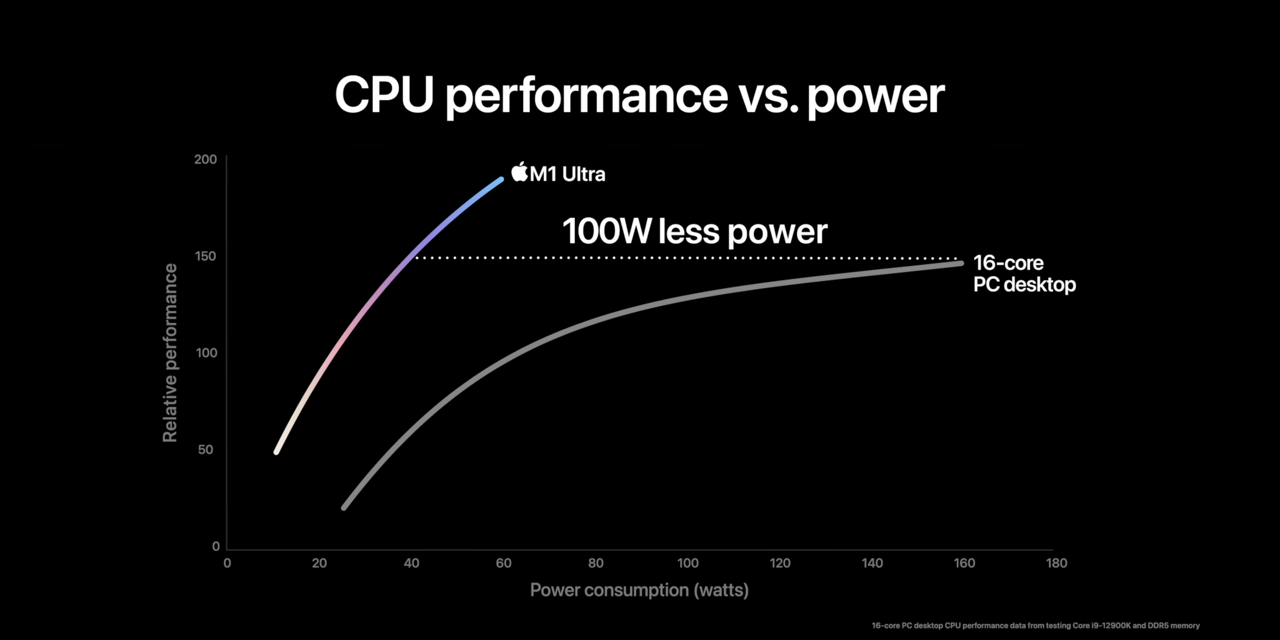 CPU performance vs. power
200
M1 Ultra
100W less power
150
16-core
PC desktop
Relative performance
100
50
0
0 20 40 60 80 100 120 140 160 180
Power consumption (watts)
16-core PC desktop CPU performance data from testing Core i9-12900K and DDR5 memory